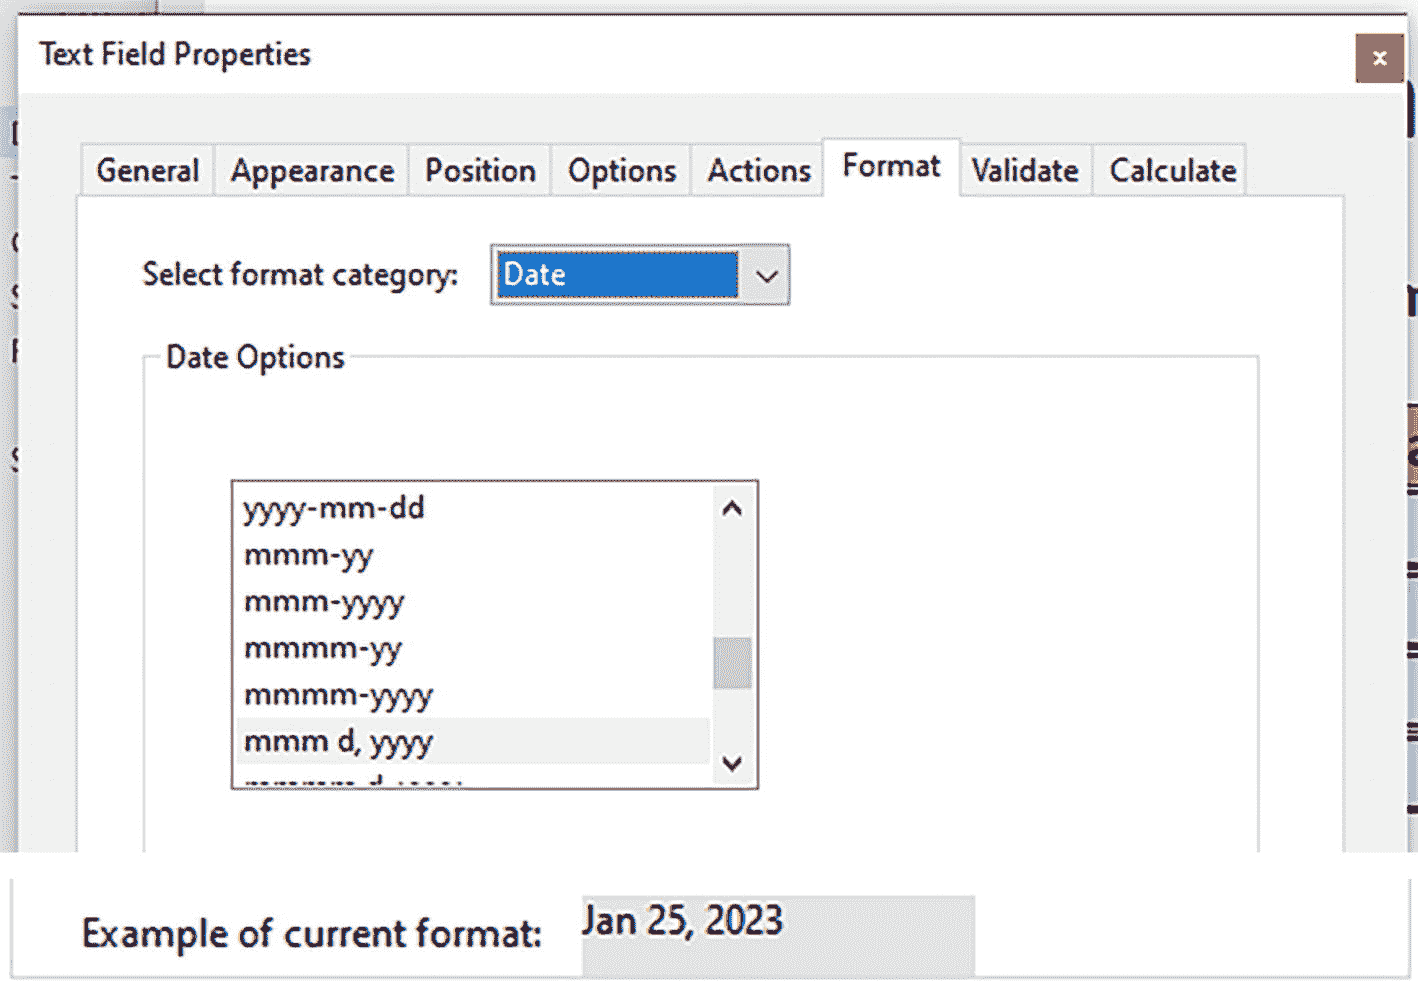 Text Field Properties
General Appearance Position Options Actions Format Validate Calculate
Select format category: Date
Date Options
yyyy-mm-dd
mmm-yy
mmm-yyyy
mmmm-yy
mmmm-yyyy
mmm d, yyyy
Example of current format: Jan 25, 2023